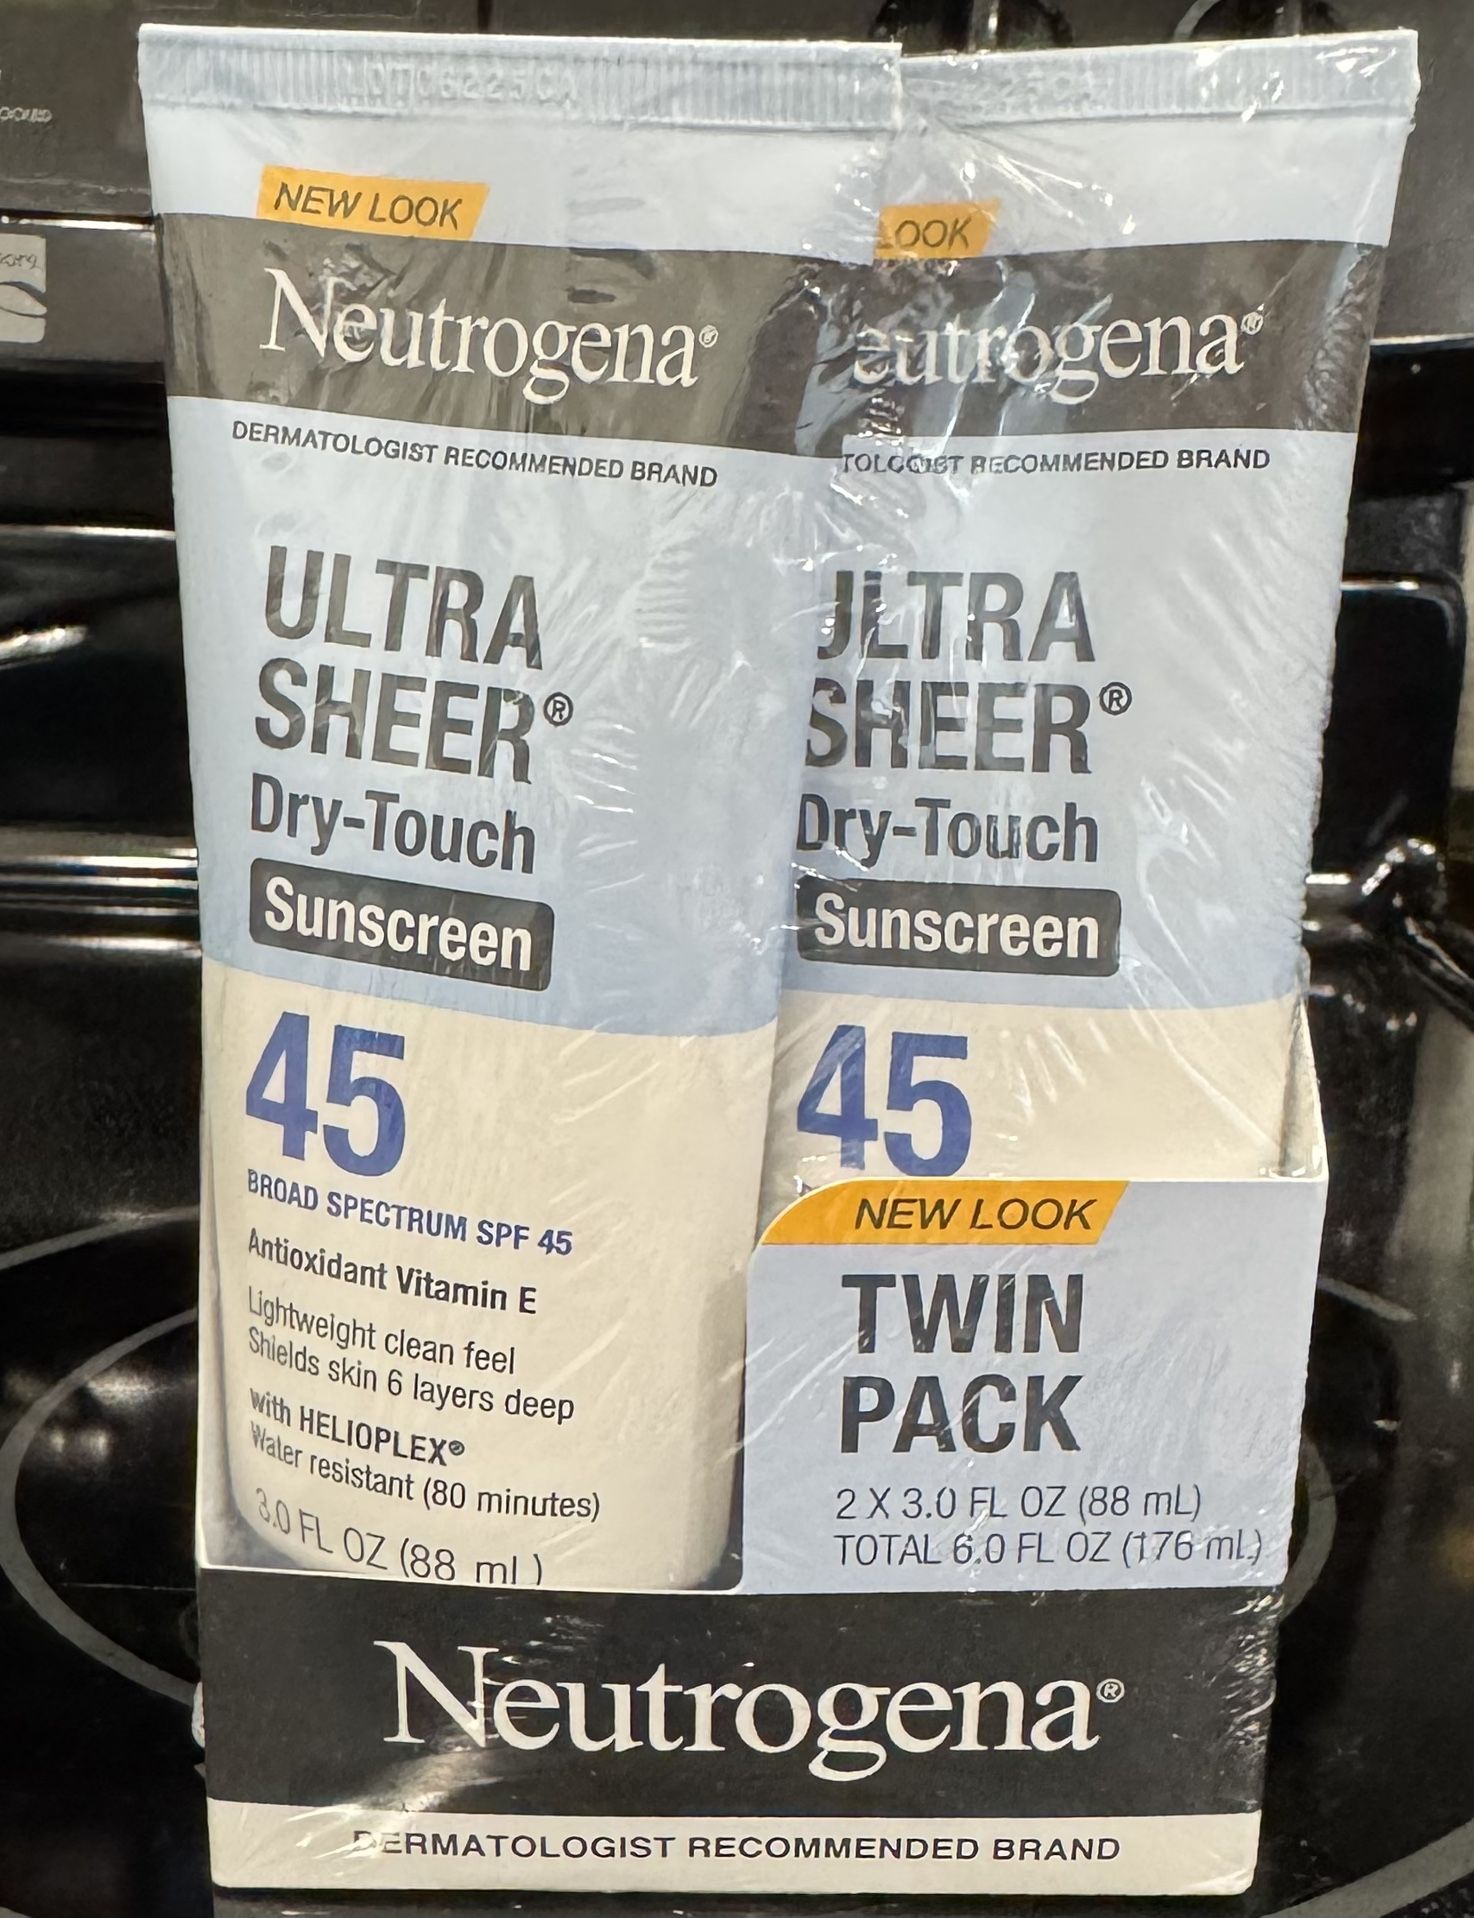 NEW LOOK
Neutrogena®
DERMATOLOGIST RECOMMENDED BRAND
ULTRA
SHEER®
Dry-Touch
Sunscreen
45
BROAD SPECTRUM SPF 45
Antioxidant Vitamin E
Lightweight clean feel
Shields skin 6 layers deep
with HELIOPLEX®
Water resistant (80 minutes)
3.0 FL OZ (88 mL)
OOK
eutrogena®
TOLOGIST RECOMMENDED BRAND
ULTRA
SHEER®
Dry-Touch
Sunscreen
45
NEW LOOK
TWIN
PACK
2 X 3.0 FL OZ (88 mL)
TOTAL 6.0 FL OZ (176 mL)
Neutrogena®
DERMATOLOGIST RECOMMENDED BRAND